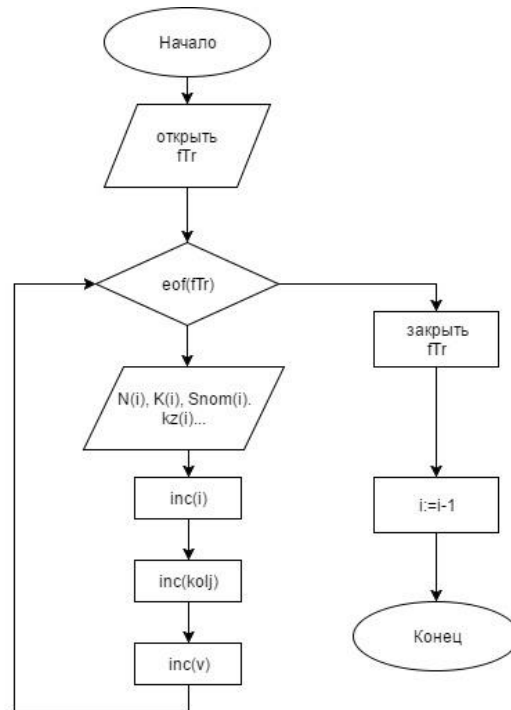 Начало
открыть
fTr
eof(fTr)
N(i), K(i), Snom(i).
kz(i)...
inc(i)
inc(kolj)
inc(v)
закрыть
fTr
i:=i-1
Конец